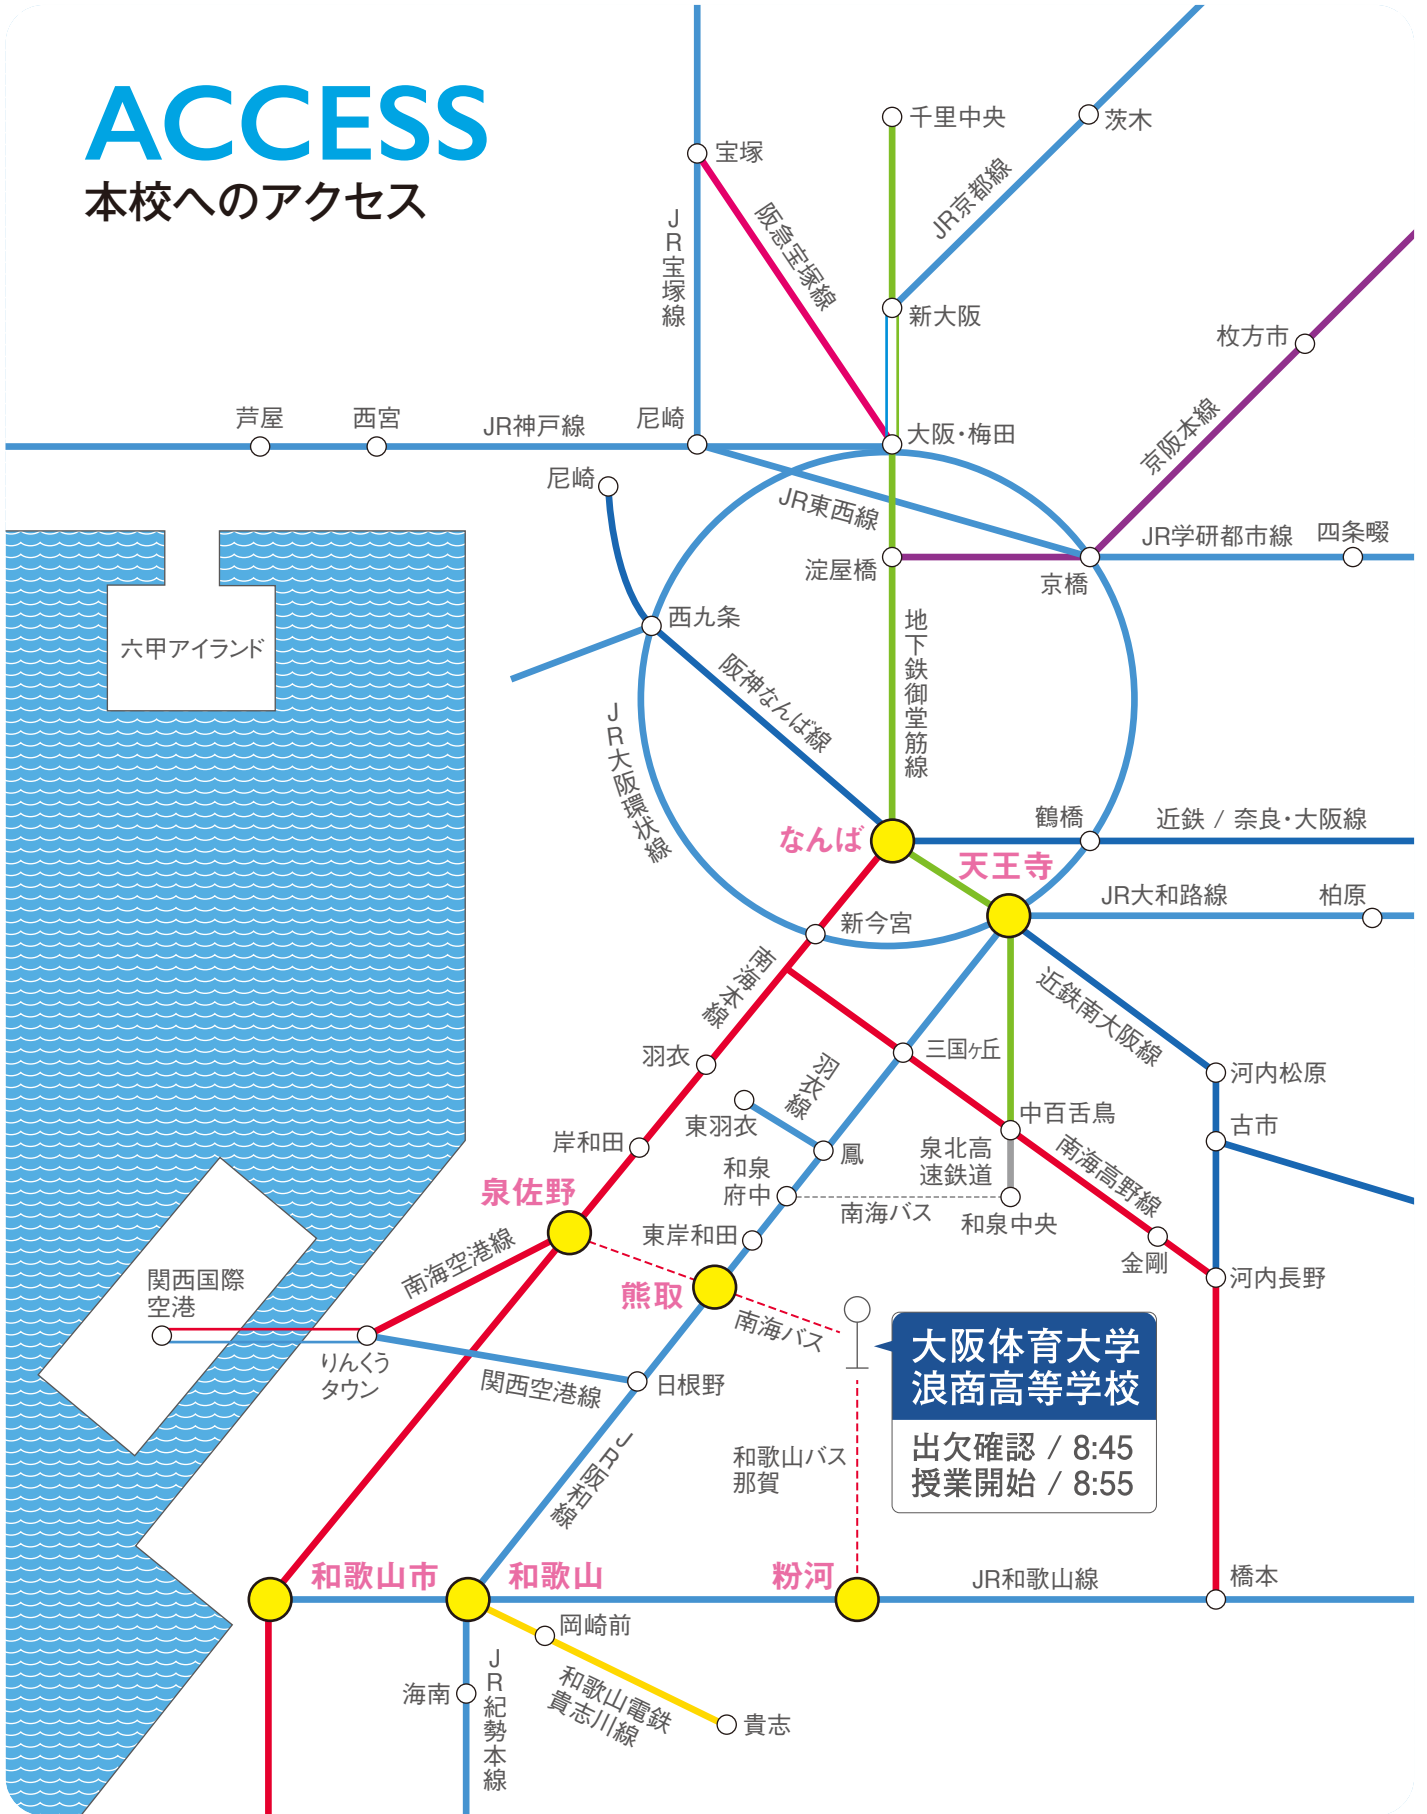 ACCESS
本校へのアクセス
千里中央
茨木
宝塚
JR京都線
阪急宝塚線
JR宝塚線
新大阪
枚方市
芦屋
西宮
JR神戸線
尼崎
大阪・梅田
京阪本線
尼崎
JR東西線
JR学研都市線
四条畷
淀屋橋
京橋
六甲アイランド
西九条
地下鉄御堂筋線
阪神なんば線
JR大阪環状線
なんば
鶴橋
近鉄 / 奈良・大阪線
天王寺
JR大和路線
柏原
新今宮
南海本線
近鉄南大阪線
羽衣
羽衣線
三国ヶ丘
河内松原
東羽衣
中百舌鳥
古市
岸和田
鳳
泉北高
速鉄道
南海高野線
和泉
府中
泉佐野
南海バス
和泉中央
東岸和田
金剛
河内長野
南海空港線
関西国際
空港
熊取
南海バス
りんくう
タウン
関西空港線
日根野
大阪体育大学
浪商高等学校
出欠確認 / 8:45
授業開始 / 8:55
JR阪和線
和歌山バス
那賀
和歌山市
和歌山
粉河
JR和歌山線
橋本
岡崎前
海南
JR紀勢本線
和歌山電鉄
貴志川線
貴志